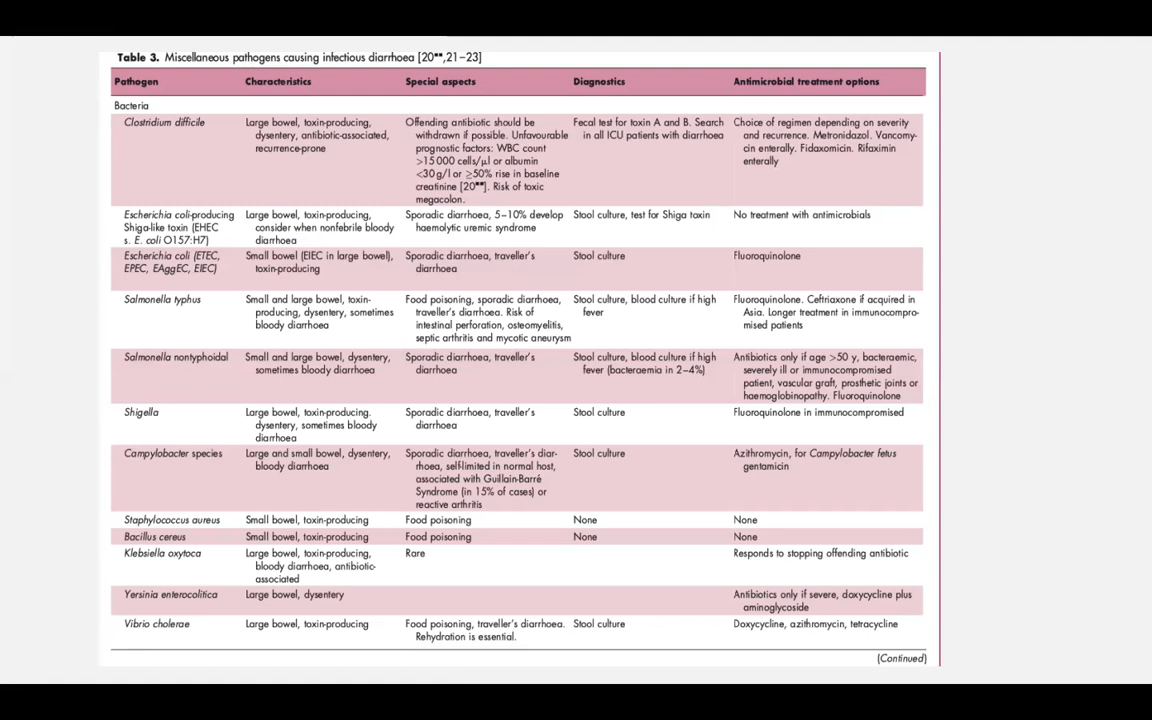 Table 3. Miscellaneous pathogens causing infectious diarrhoea [20■■,21–23]
Pathogen Characteristics Special aspects Diagnostics Antimicrobial treatment options
Bacteria
Clostridium difficile Large bowel, toxin-producing, Offending antibiotic should be Fecal test for toxin A and B. Search Choice of regimen depending on severity
dysentery, antibiotic-associated, withdrawn if possible. Unfavourable in all ICU patients with diarrhoea and recurrence. Metronidazol. Vancomy-
recurrence-prone prognostic factors: WBC count cin enterally. Fidaxomicin. Rifaximin
>15 000 cells/µl or albumin enterally
<30 g/l or ≥50% rise in baseline
creatinine [20■■]. Risk of toxic
megacolon.
Escherichia coli-producing Large bowel, toxin-producing, Sporadic diarrhoea, 5–10% develop Stool culture, test for Shiga toxin No treatment with antimicrobials
Shiga-like toxin (EHEC consider when nonfebrile bloody haemolytic uremic syndrome
s. E. coli O157:H7) diarrhoea
Escherichia coli (ETEC, Small bowel (EIEC in large bowel), Sporadic diarrhoea, traveller's Stool culture Fluoroquinolone
EPEC, EAggEC, EIEC) toxin-producing diarrhoea
Salmonella typhus Small and large bowel, toxin- Food poisoning, sporadic diarrhoea, Stool culture, blood culture if high Fluoroquinolone. Ceftriaxone if acquired in
producing, dysentery, sometimes traveller's diarrhoea. Risk of fever Asia. Longer treatment in immunocompro-
bloody diarrhoea intestinal perforation, osteomyelitis, mised patients
septic arthritis and mycotic aneurysm
Salmonella nontyphoidal Small and large bowel, dysentery, Sporadic diarrhoea, traveller's Stool culture, blood culture if high Antibiotics only if age >50 y, bacteraemic,
sometimes bloody diarrhoea diarrhoea fever (bacteraemia in 2–4%) severely ill or immunocompromised
patient, vascular graft, prosthetic joints or
haemoglobinopathy. Fluoroquinolone
Shigella Large bowel, toxin-producing. Sporadic diarrhoea, traveller's Stool culture Fluoroquinolone in immunocompromised
dysentery, sometimes bloody diarrhoea
diarrhoea
Campylobacter species Large and small bowel, dysentery, Sporadic diarrhoea, traveller's diar- Stool culture Azithromycin, for Campylobacter fetus
bloody diarrhoea rhoea, self-limited in normal host, gentamicin
associated with Guillain-Barré
Syndrome (in 15% of cases) or
reactive arthritis
Staphylococcus aureus Small bowel, toxin-producing Food poisoning None None
Bacillus cereus Small bowel, toxin-producing Food poisoning None None
Klebsiella oxytoca Large bowel, toxin-producing, Rare Responds to stopping offending antibiotic
bloody diarrhoea, antibiotic-
associated
Yersinia enterocolitica Large bowel, dysentery Antibiotics only if severe, doxycycline plus
aminoglycoside
Vibrio cholerae Large bowel, toxin-producing Food poisoning, traveller's diarrhoea. Stool culture Doxycycline, azithromycin, tetracycline
Rehydration is essential.
(Continued)